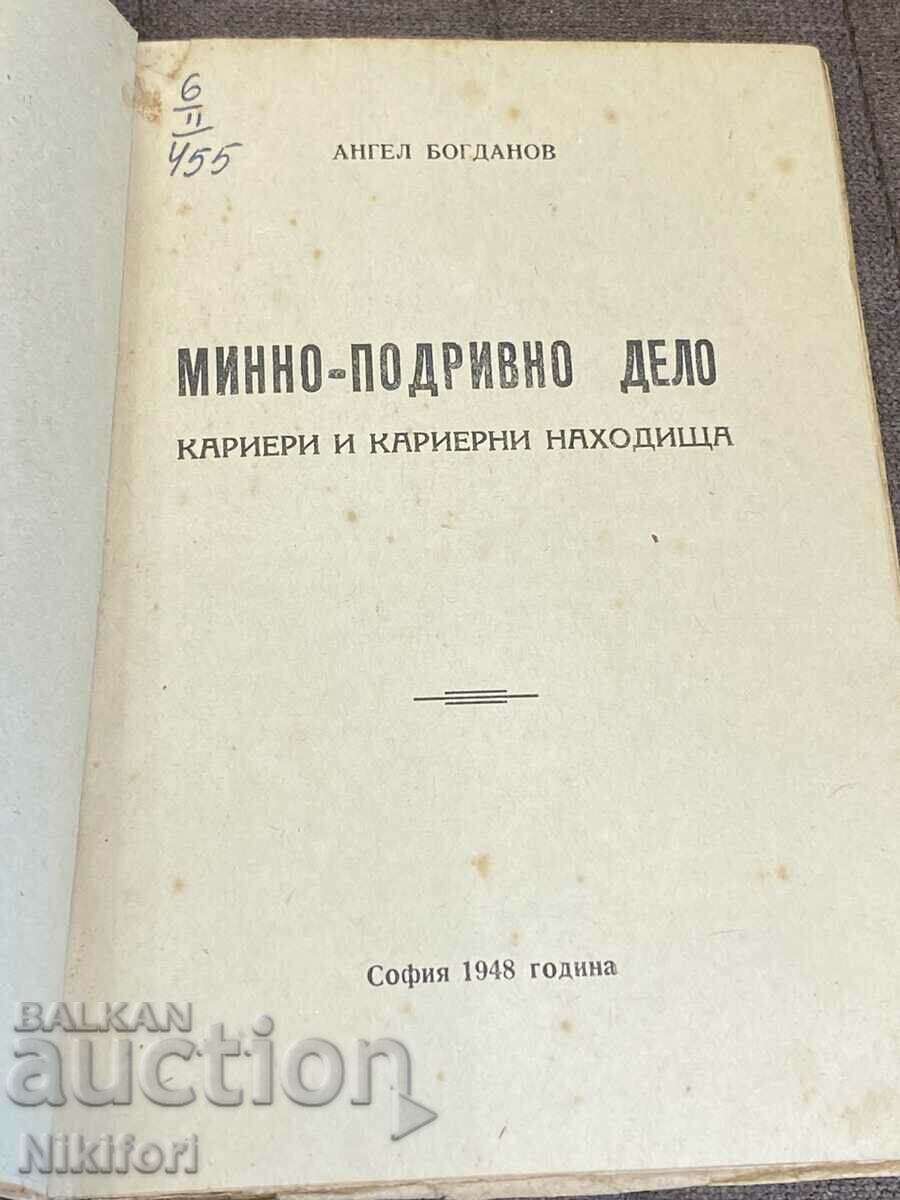 6
II
455
АНГЕЛ БОГДАНОВ
МИННО-ПОДРИВНО ДЕЛО
КАРИЕРИ И КАРИЕРНИ НАХОДИЩА
София 1948 година
BALKAN
auction
Nikifori